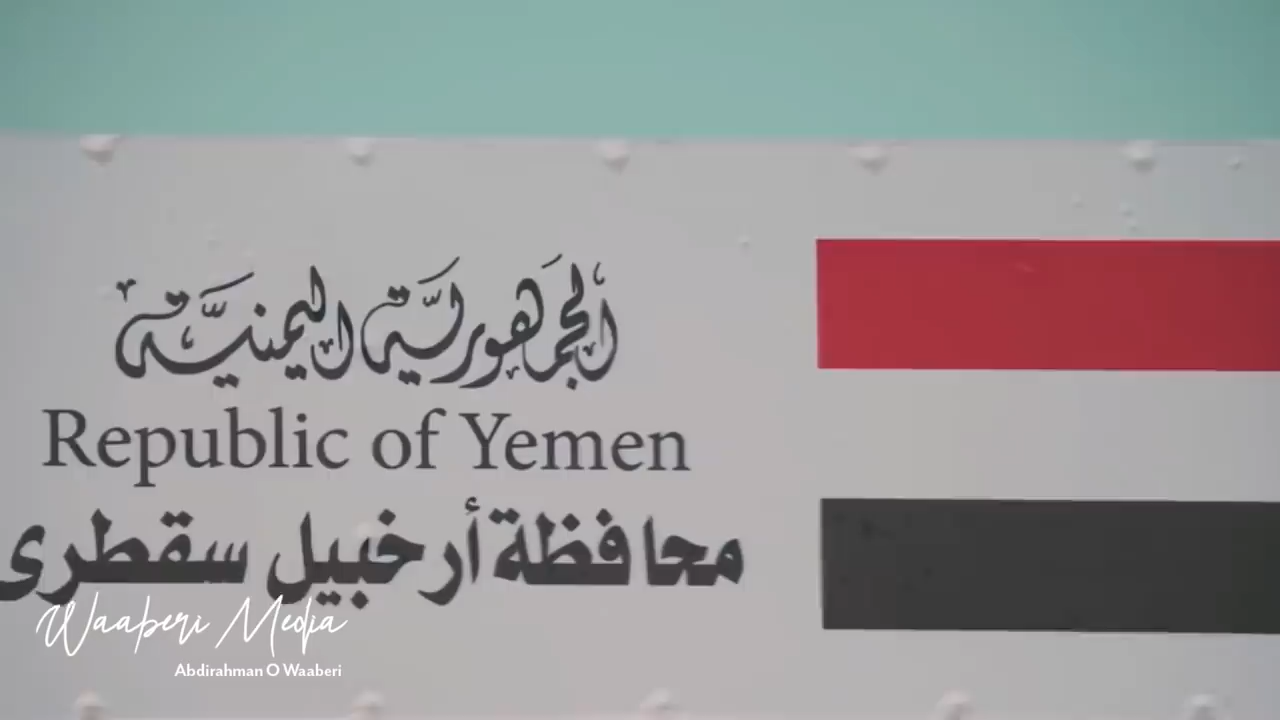 الجمهورية اليمنية
Republic of Yemen
محافظة أرخبيل سقطرى
Waaberi Media
Abdirahman O Waaberi